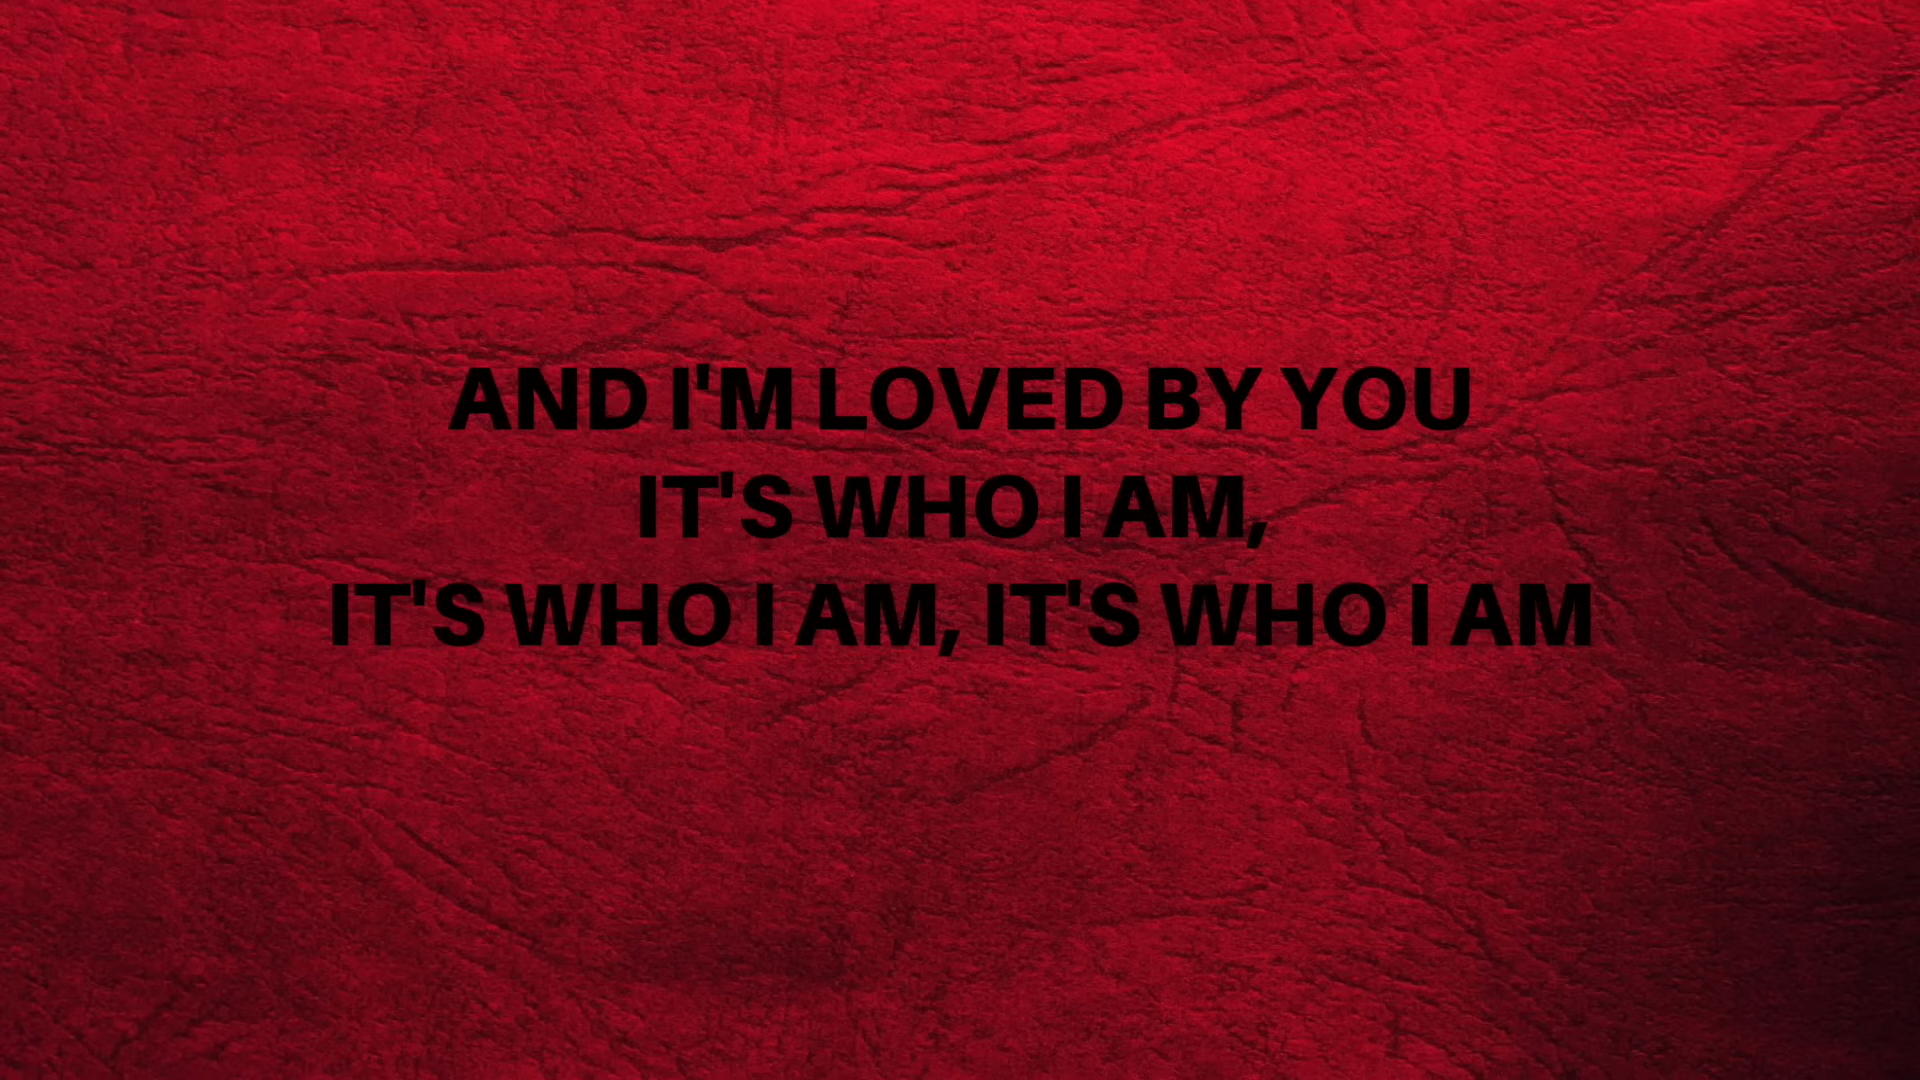 AND I'M LOVED BY YOU
IT'S WHO I AM,
IT'S WHO I AM, IT'S WHO I AM